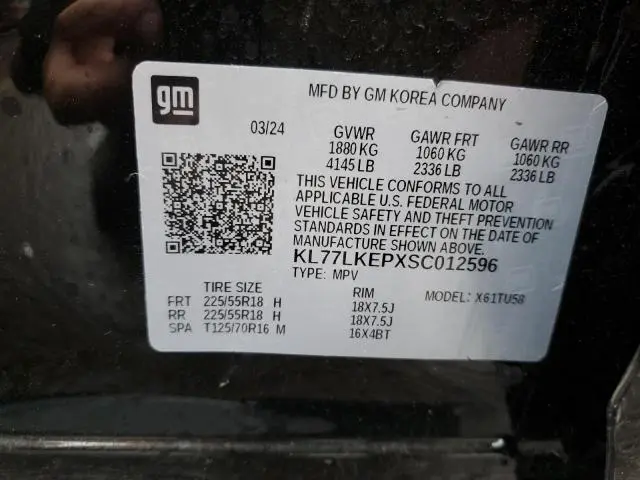 gm
MFD BY GM KOREA COMPANY
03/24
GVWR GAWR FRT GAWR RR
1880 KG 1060 KG 1060 KG
4145 LB 2336 LB 2336 LB
THIS VEHICLE CONFORMS TO ALL
APPLICABLE U.S. FEDERAL MOTOR
VEHICLE SAFETY AND THEFT PREVENTION
STANDARDS IN EFFECT ON THE DATE OF
MANUFACTURE SHOWN ABOVE.
KL77LKEPXSC012596
TYPE: MPV
TIRE SIZE RIM MODEL: X61TU58
FRT 225/55R18 H 18X7.5J
RR 225/55R18 H 18X7.5J
SPA T125/70R16 M 16X4BT